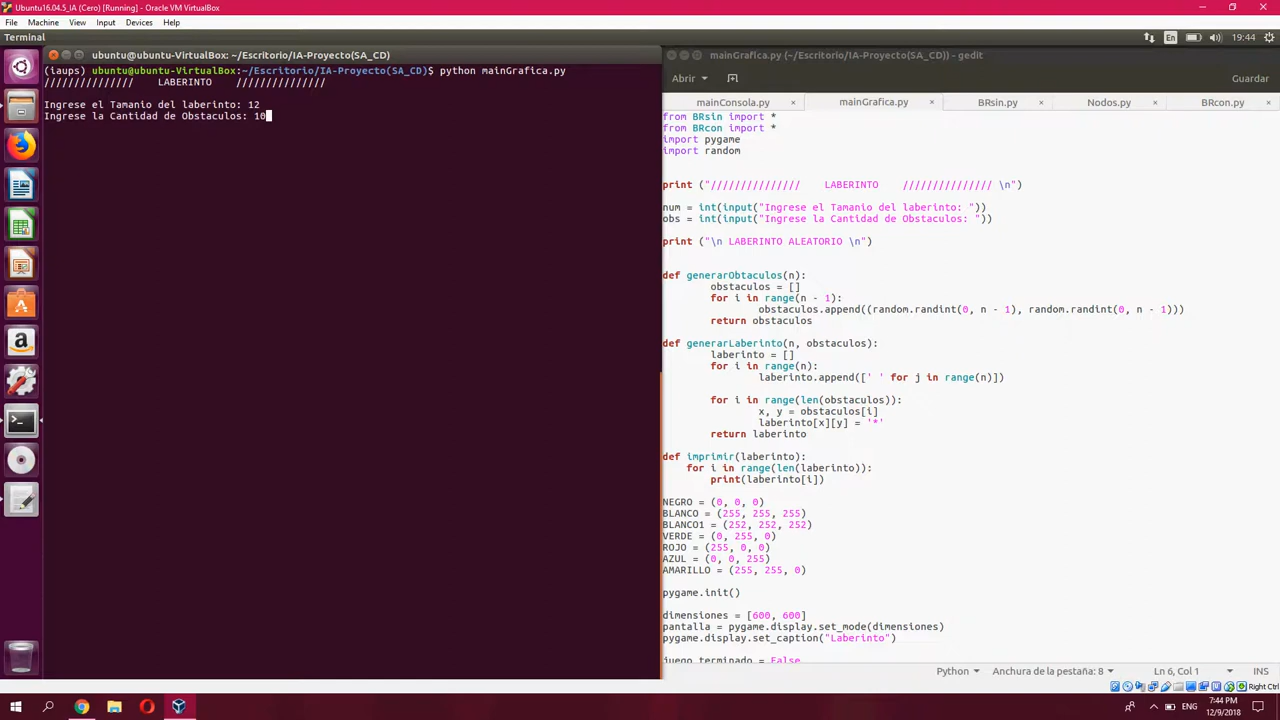 Ubuntu16.04.5_IA (Cero) [Running] - Oracle VM VirtualBox
File Machine View Input Devices Help
Terminal
En 19:44
ubuntu@ubuntu-VirtualBox: ~/Escritorio/IA-Proyecto(SA_CD)
(iaups) ubuntu@ubuntu-VirtualBox:~/Escritorio/IA-Proyecto(SA_CD)$ python mainGrafica.py
/////////////// LABERINTO ///////////////
Ingrese el Tamanio del laberinto: 12
Ingrese la Cantidad de Obstaculos: 10
mainGrafica.py (~/Escritorio/IA-Proyecto(SA_CD)) - gedit
Abrir Guardar
mainConsola.py × mainGrafica.py × BRsin.py × Nodos.py × BRcon.py ×
from BRsin import *
from BRcon import *
import pygame
import random
print ("/////////////// LABERINTO /////////////// \n")
num = int(input("Ingrese el Tamanio del laberinto: "))
obs = int(input("Ingrese la Cantidad de Obstaculos: "))
print ("\n LABERINTO ALEATORIO \n")
def generarObtaculos(n):
obstaculos = []
for i in range(n - 1):
obstaculos.append((random.randint(0, n - 1), random.randint(0, n - 1)))
return obstaculos
def generarLaberinto(n, obstaculos):
laberinto = []
for i in range(n):
laberinto.append([' ' for j in range(n)])
for i in range(len(obstaculos)):
x, y = obstaculos[i]
laberinto[x][y] = '*'
return laberinto
def imprimir(laberinto):
for i in range(len(laberinto)):
print(laberinto[i])
NEGRO = (0, 0, 0)
BLANCO = (255, 255, 255)
BLANCO1 = (252, 252, 252)
VERDE = (0, 255, 0)
ROJO = (255, 0, 0)
AZUL = (0, 0, 255)
AMARILLO = (255, 255, 0)
pygame.init()
dimensiones = [600, 600]
pantalla = pygame.display.set_mode(dimensiones)
pygame.display.set_caption("Laberinto")
juego_terminado = False
Python Anchura de la pestaña: 8 Ln 6, Col 1 INS
Right Ctrl
ENG 7:44 PM
12/9/2018